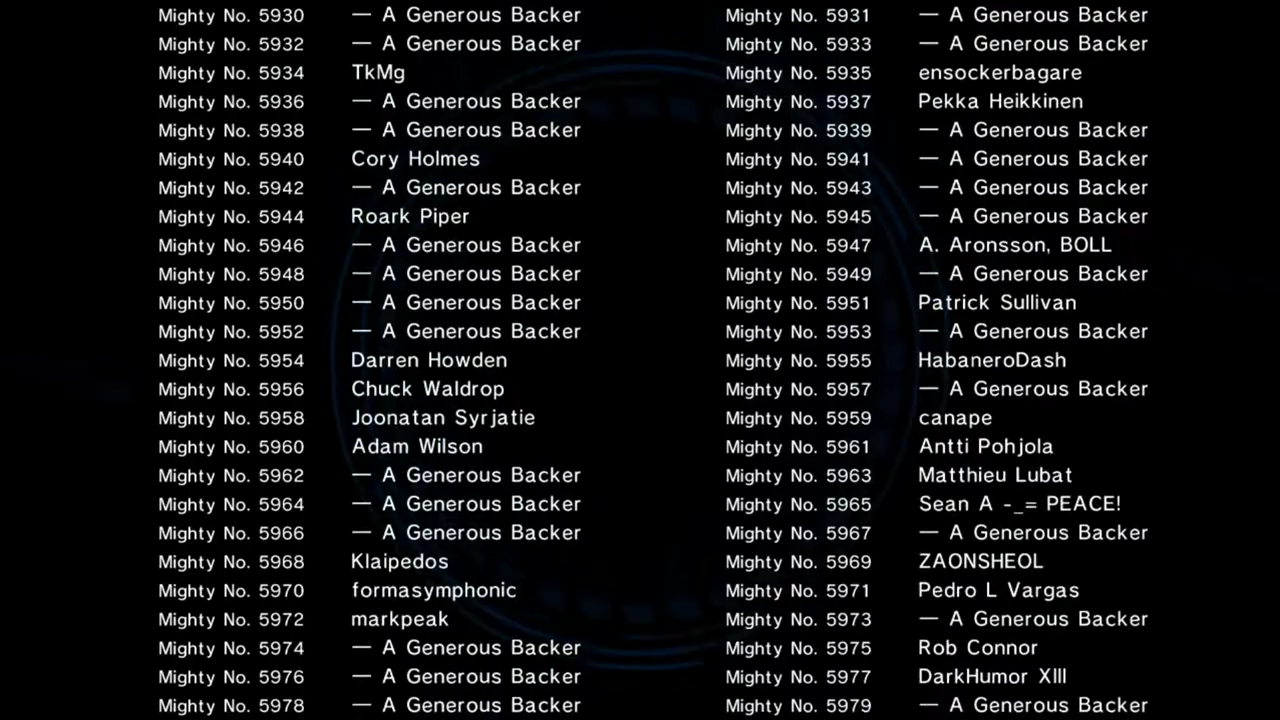 Mighty No. 5930 — A Generous Backer Mighty No. 5931 — A Generous Backer
Mighty No. 5932 — A Generous Backer Mighty No. 5933 — A Generous Backer
Mighty No. 5934 TkMg Mighty No. 5935 ensockerbagare
Mighty No. 5936 — A Generous Backer Mighty No. 5937 Pekka Heikkinen
Mighty No. 5938 — A Generous Backer Mighty No. 5939 — A Generous Backer
Mighty No. 5940 Cory Holmes Mighty No. 5941 — A Generous Backer
Mighty No. 5942 — A Generous Backer Mighty No. 5943 — A Generous Backer
Mighty No. 5944 Roark Piper Mighty No. 5945 — A Generous Backer
Mighty No. 5946 — A Generous Backer Mighty No. 5947 A. Aronsson, BOLL
Mighty No. 5948 — A Generous Backer Mighty No. 5949 — A Generous Backer
Mighty No. 5950 — A Generous Backer Mighty No. 5951 Patrick Sullivan
Mighty No. 5952 — A Generous Backer Mighty No. 5953 — A Generous Backer
Mighty No. 5954 Darren Howden Mighty No. 5955 HabaneroDash
Mighty No. 5956 Chuck Waldrop Mighty No. 5957 — A Generous Backer
Mighty No. 5958 Joonatan Syrjatie Mighty No. 5959 canape
Mighty No. 5960 Adam Wilson Mighty No. 5961 Antti Pohjola
Mighty No. 5962 — A Generous Backer Mighty No. 5963 Matthieu Lubat
Mighty No. 5964 — A Generous Backer Mighty No. 5965 Sean A -_= PEACE!
Mighty No. 5966 — A Generous Backer Mighty No. 5967 — A Generous Backer
Mighty No. 5968 Klaipedos Mighty No. 5969 ZAONSHEOL
Mighty No. 5970 formasymphonic Mighty No. 5971 Pedro L Vargas
Mighty No. 5972 markpeak Mighty No. 5973 — A Generous Backer
Mighty No. 5974 — A Generous Backer Mighty No. 5975 Rob Connor
Mighty No. 5976 — A Generous Backer Mighty No. 5977 DarkHumor XIII
Mighty No. 5978 — A Generous Backer Mighty No. 5979 — A Generous Backer